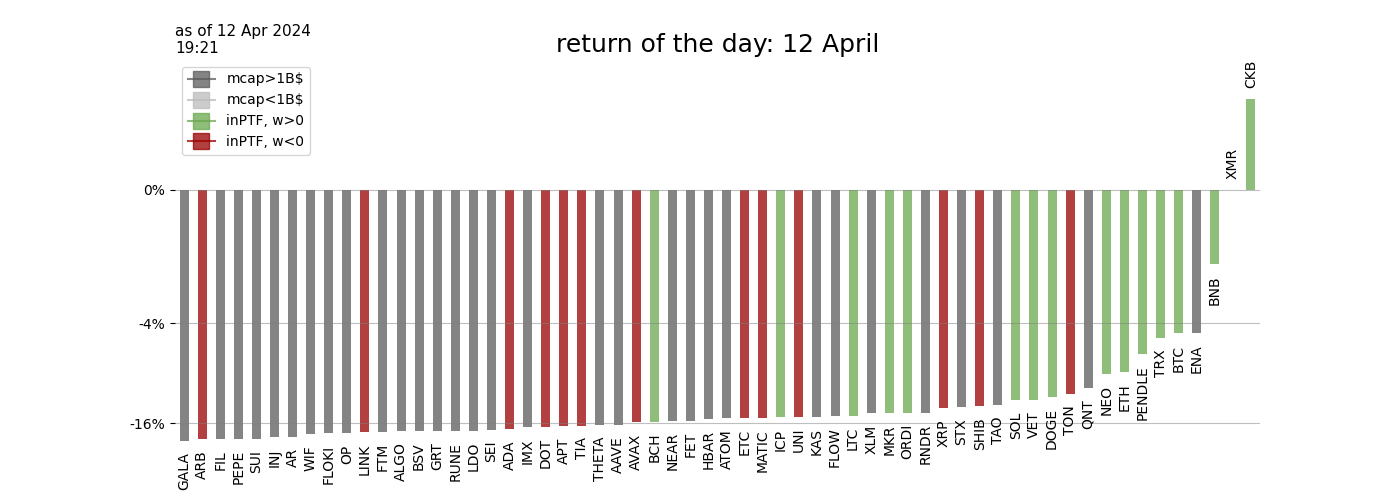 as of 12 Apr 2024
19:21
return of the day: 12 April
mcap>1B$
mcap<1B$
inPTF, w>0
inPTF, w<0
0%
-4%
-16%
GALA
ARB
FIL
PEPE
SUI
INJ
AR
WIF
FLOKI
OP
LINK
FTM
ALGO
BSV
GRT
RUNE
LDO
SEI
ADA
IMX
DOT
APT
TIA
THETA
AAVE
AVAX
BCH
NEAR
FET
HBAR
ATOM
ETC
MATIC
ICP
UNI
KAS
FLOW
LTC
XLM
MKR
ORDI
RNDR
XRP
STX
SHIB
TAO
SOL
VET
DOGE
TON
QNT
NEO
ETH
PENDLE
TRX
BTC
ENA
BNB
XMR
CKB